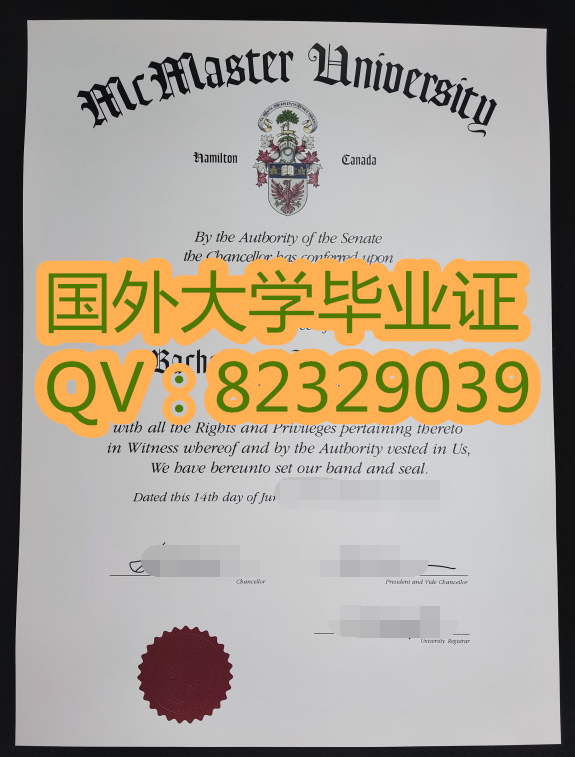 McMaster University
Hamilton Canada
By the Authority of the Senate
the Chancellor has conferred upon
国外大学毕业证
QV：82329039
with all the Rights and Privileges pertaining thereto
in Witness whereof and by the Authority vested in Us,
We have hereunto set our hand and seal.
Dated this 14th day of
Chancellor
President and Vide Chancellor
University Registrar